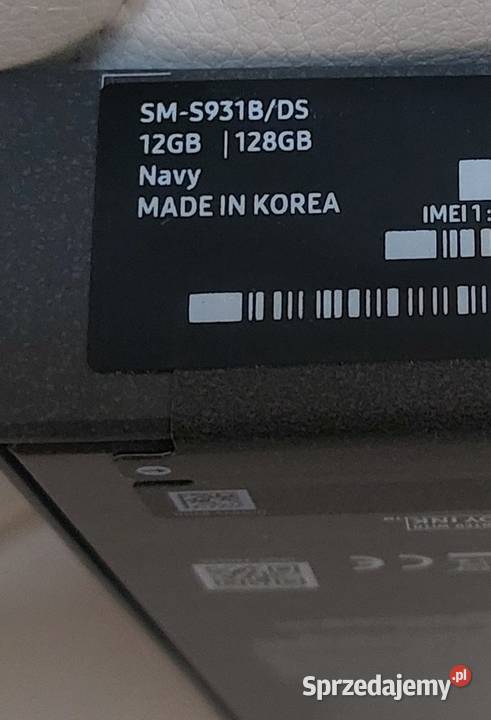 SM-S931B/DS
12GB | 128GB
Navy
MADE IN KOREA
IMEI 1 :
Sprzedajemy.pl